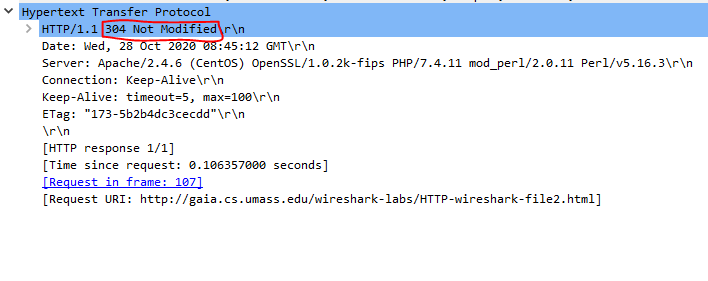 Hypertext Transfer Protocol
HTTP/1.1 304 Not Modified\r\n
Date: Wed, 28 Oct 2020 08:45:12 GMT\r\n
Server: Apache/2.4.6 (CentOS) OpenSSL/1.0.2k-fips PHP/7.4.11 mod_perl/2.0.11 Perl/v5.16.3\r\n
Connection: Keep-Alive\r\n
Keep-Alive: timeout=5, max=100\r\n
ETag: "173-5b2b4dc3cecdd"\r\n
\r\n
[HTTP response 1/1]
[Time since request: 0.106357000 seconds]
[Request in frame: 107]
[Request URI: http://gaia.cs.umass.edu/wireshark-labs/HTTP-wireshark-file2.html]